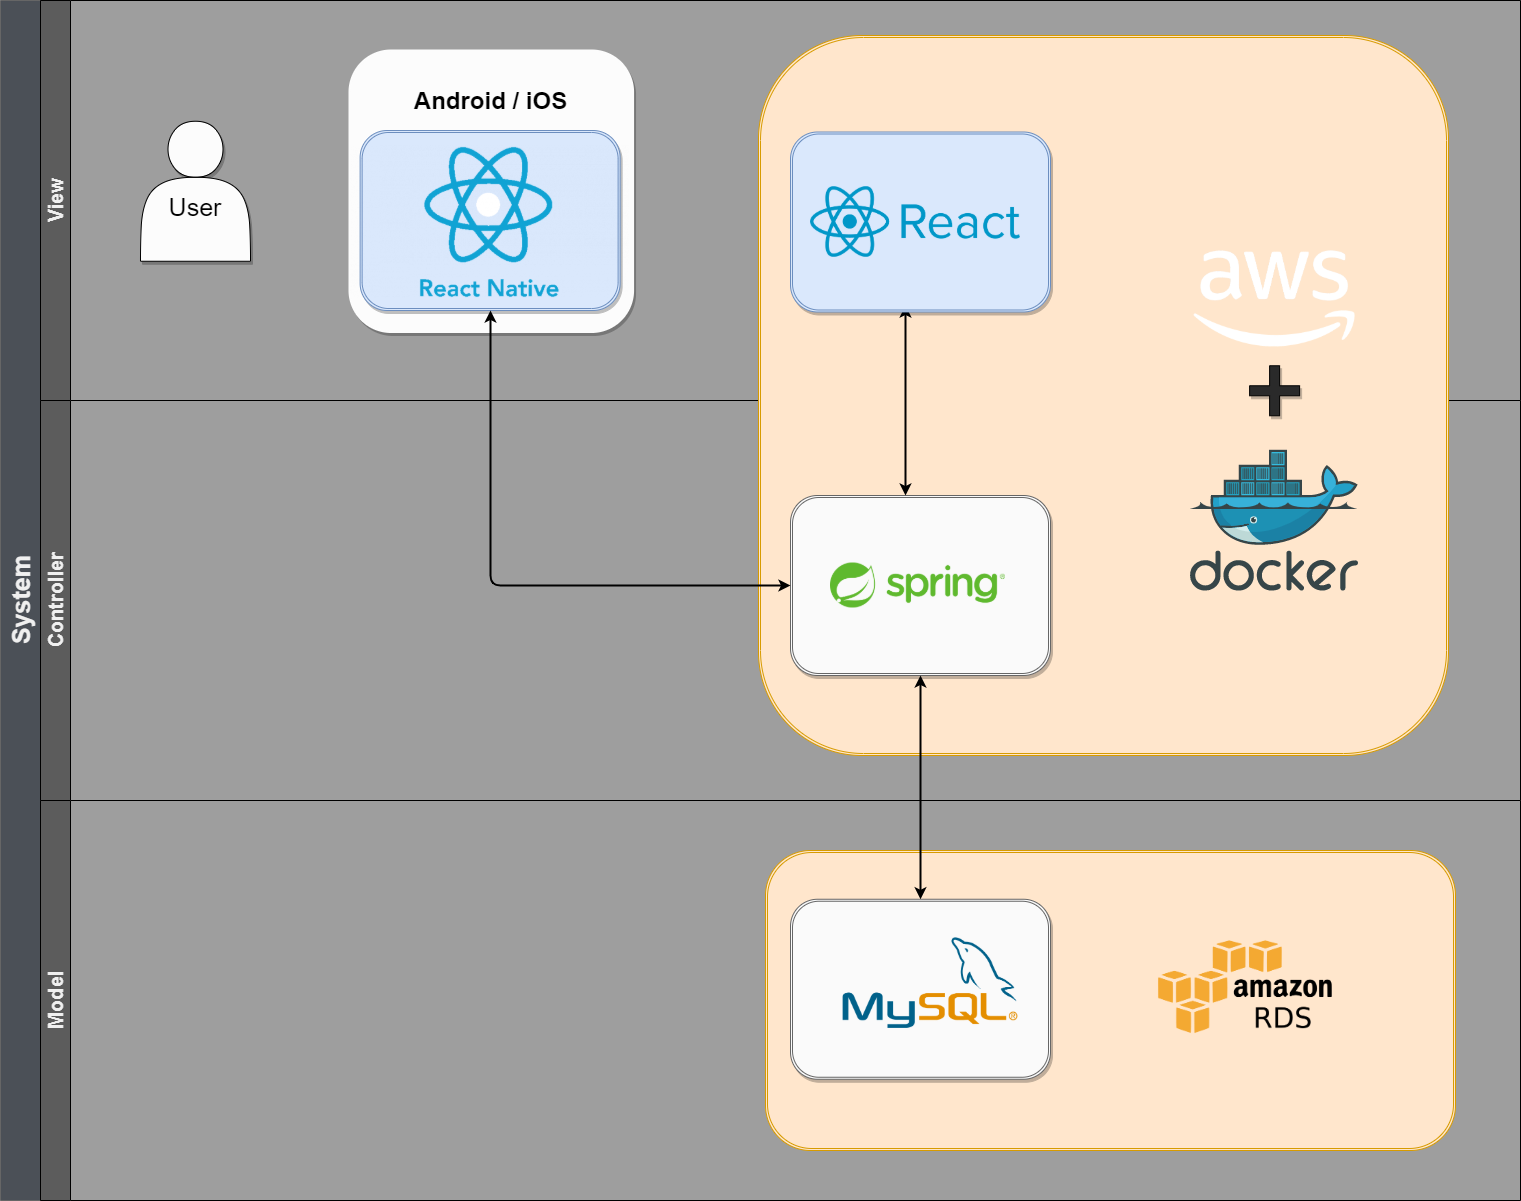 System
View
User
Android / iOS
React Native
React
aws
Controller
spring®
docker
Model
MySQL®
amazon
RDS